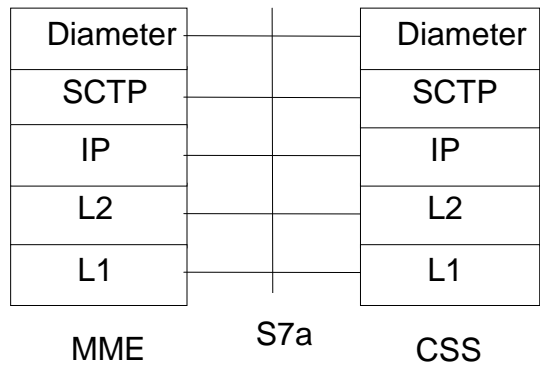 Diameter Diameter
SCTP SCTP
IP IP
L2 L2
L1 L1
MME S7a CSS